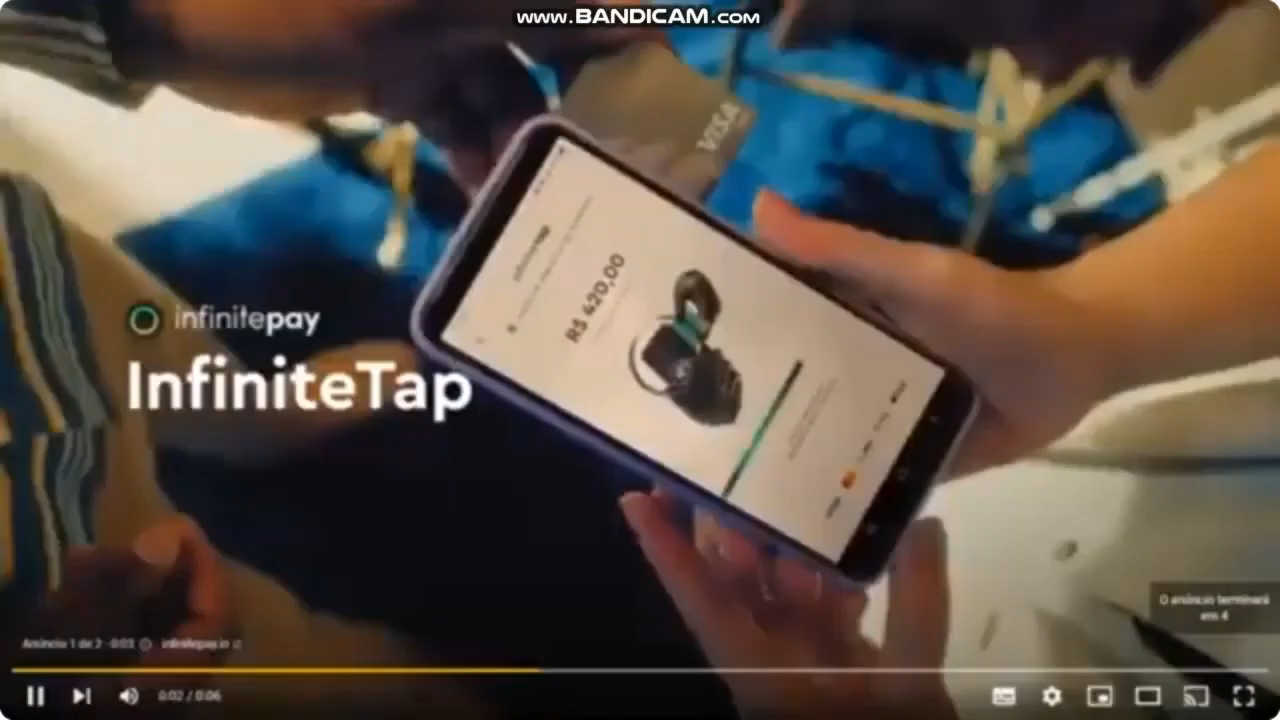 www.BANDICAM.com
VISA
R$ 420,00
infinitepay
InfiniteTap
O anúncio terminará
em 4
Anúncio 1 de 2 · 0:03
infinitepay.io
0:02 / 0:06